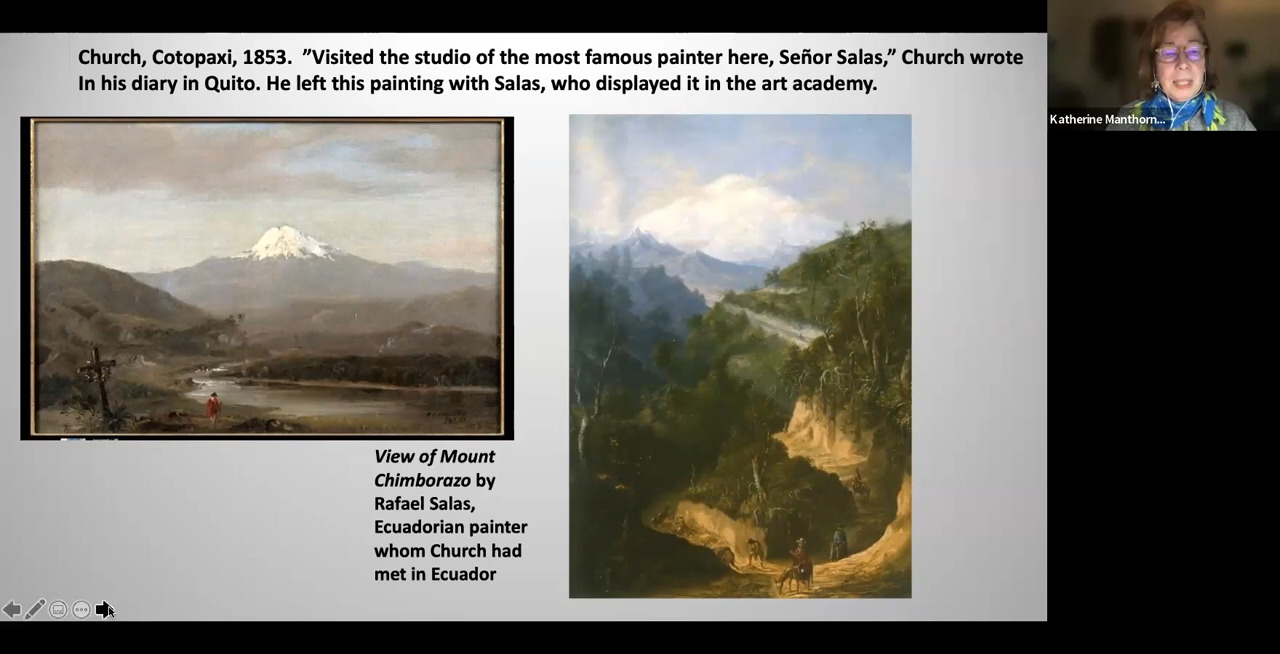 Church, Cotopaxi, 1853.  ”Visited the studio of the most famous painter here, Señor Salas,” Church wrote
In his diary in Quito. He left this painting with Salas, who displayed it in the art academy.
Katherine Manthorn...
View of Mount
Chimborazo by
Rafael Salas,
Ecuadorian painter
whom Church had
met in Ecuador